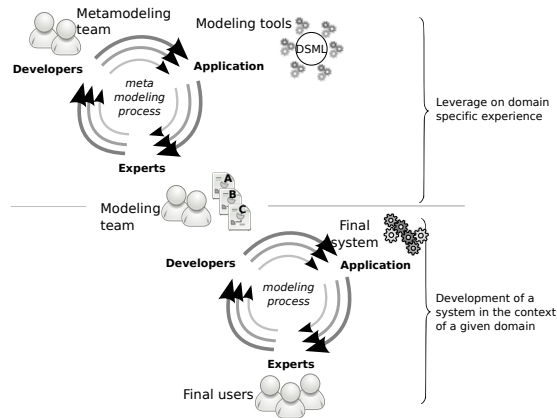 Metamodeling
team
Modeling tools
DSML
Developers
Application
meta
modeling
process
Experts
Leverage on domain
specific experience
A
B
C
Modeling
team
Final
system
Developers
Application
modeling
process
Experts
Development of a
system in the context
of a given domain
Final users